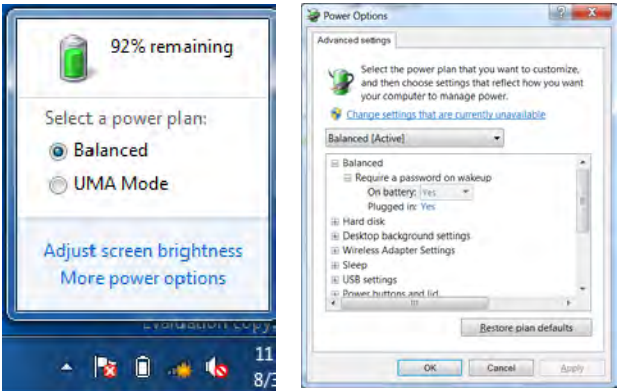 92% remaining
Select a power plan:
Balanced
UMA Mode
Adjust screen brightness
More power options
Evaluation copy.
11
8/3
Power Options
Advanced settings
Select the power plan that you want to customize,
and then choose settings that reflect how you want
your computer to manage power.
Change settings that are currently unavailable
Balanced [Active]
Balanced
Require a password on wakeup
On battery: Yes
Plugged in: Yes
Hard disk
Desktop background settings
Wireless Adapter Settings
Sleep
USB settings
Power buttons and lid
Restore plan defaults
OK Cancel Apply